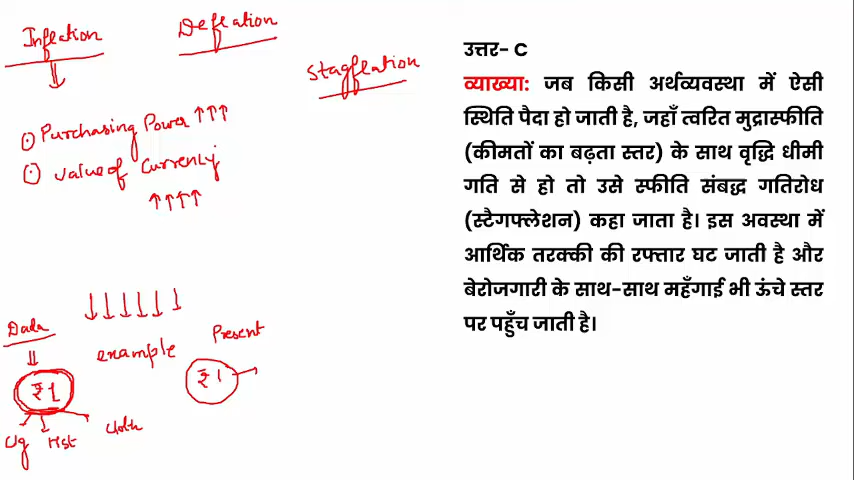 Inflation
Deflation
Stagflation
Purchasing Power ↑↑↑
value of Currency
↑↑↑↑
↓↓↓↓↓↓
Dada
example
Present
₹1
₹1
Cloth
उत्तर- C
व्याख्या: जब किसी अर्थव्यवस्था में ऐसी
स्थिति पैदा हो जाती है, जहाँ त्वरित मुद्रास्फीति
(कीमतों का बढ़ता स्तर) के साथ वृद्धि धीमी
गति से हो तो उसे स्फीति संबद्ध गतिरोध
(स्टैगफ्लेशन) कहा जाता है। इस अवस्था में
आर्थिक तरक्की की रफ्तार घट जाती है और
बेरोजगारी के साथ-साथ महँगाई भी ऊंचे स्तर
पर पहुँच जाती है।